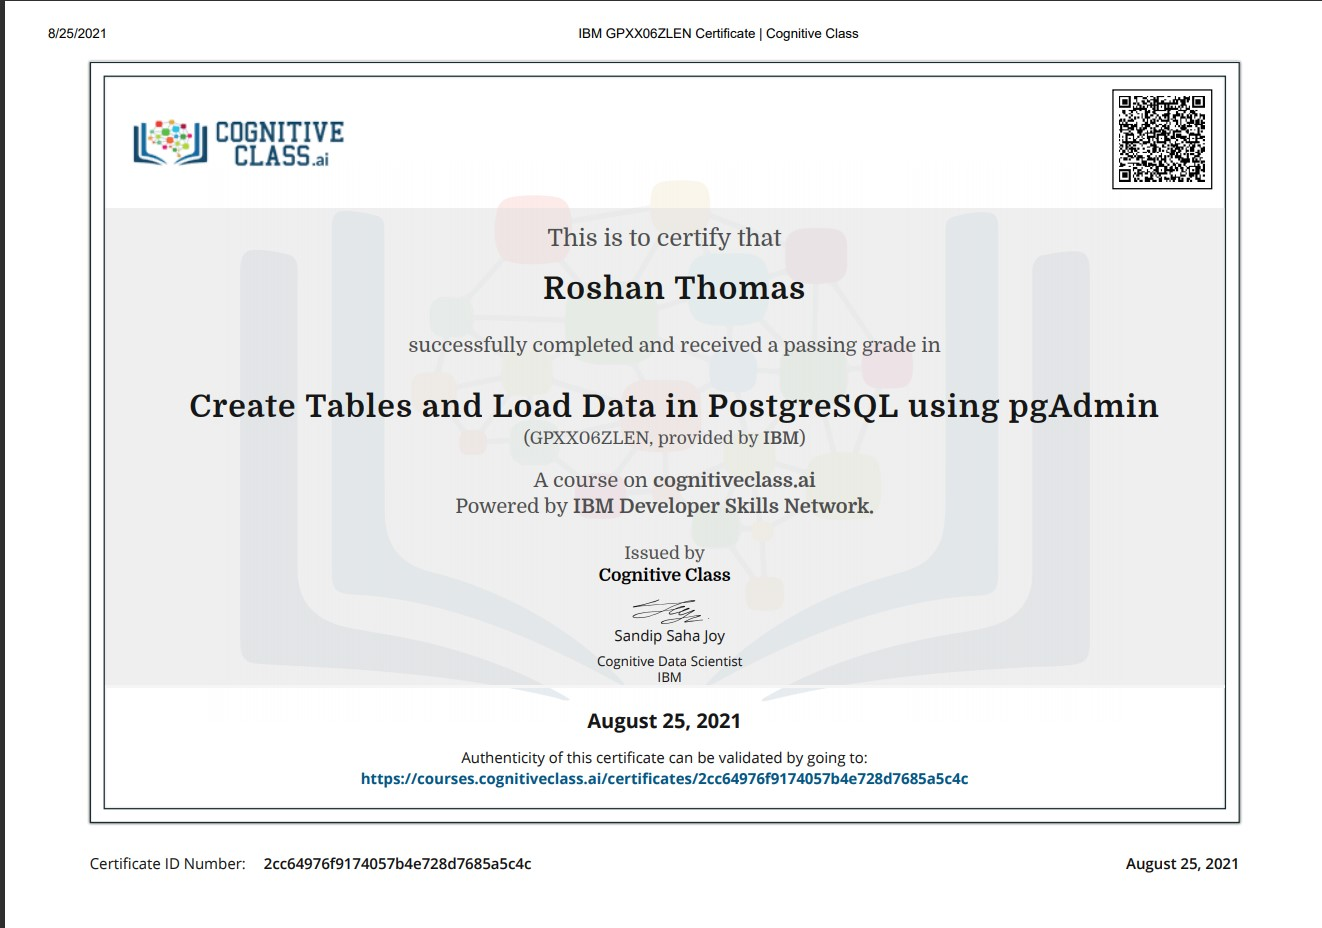 8/25/2021
IBM GPXX06ZLEN Certificate | Cognitive Class
COGNITIVE
CLASS.ai
This is to certify that
Roshan Thomas
successfully completed and received a passing grade in
Create Tables and Load Data in PostgreSQL using pgAdmin
(GPXX06ZLEN, provided by IBM)
A course on cognitiveclass.ai
Powered by IBM Developer Skills Network.
Issued by
Cognitive Class
Sandip Saha Joy
Cognitive Data Scientist
IBM
August 25, 2021
Authenticity of this certificate can be validated by going to:
https://courses.cognitiveclass.ai/certificates/2cc64976f9174057b4e728d7685a5c4c
Certificate ID Number: 2cc64976f9174057b4e728d7685a5c4c
August 25, 2021